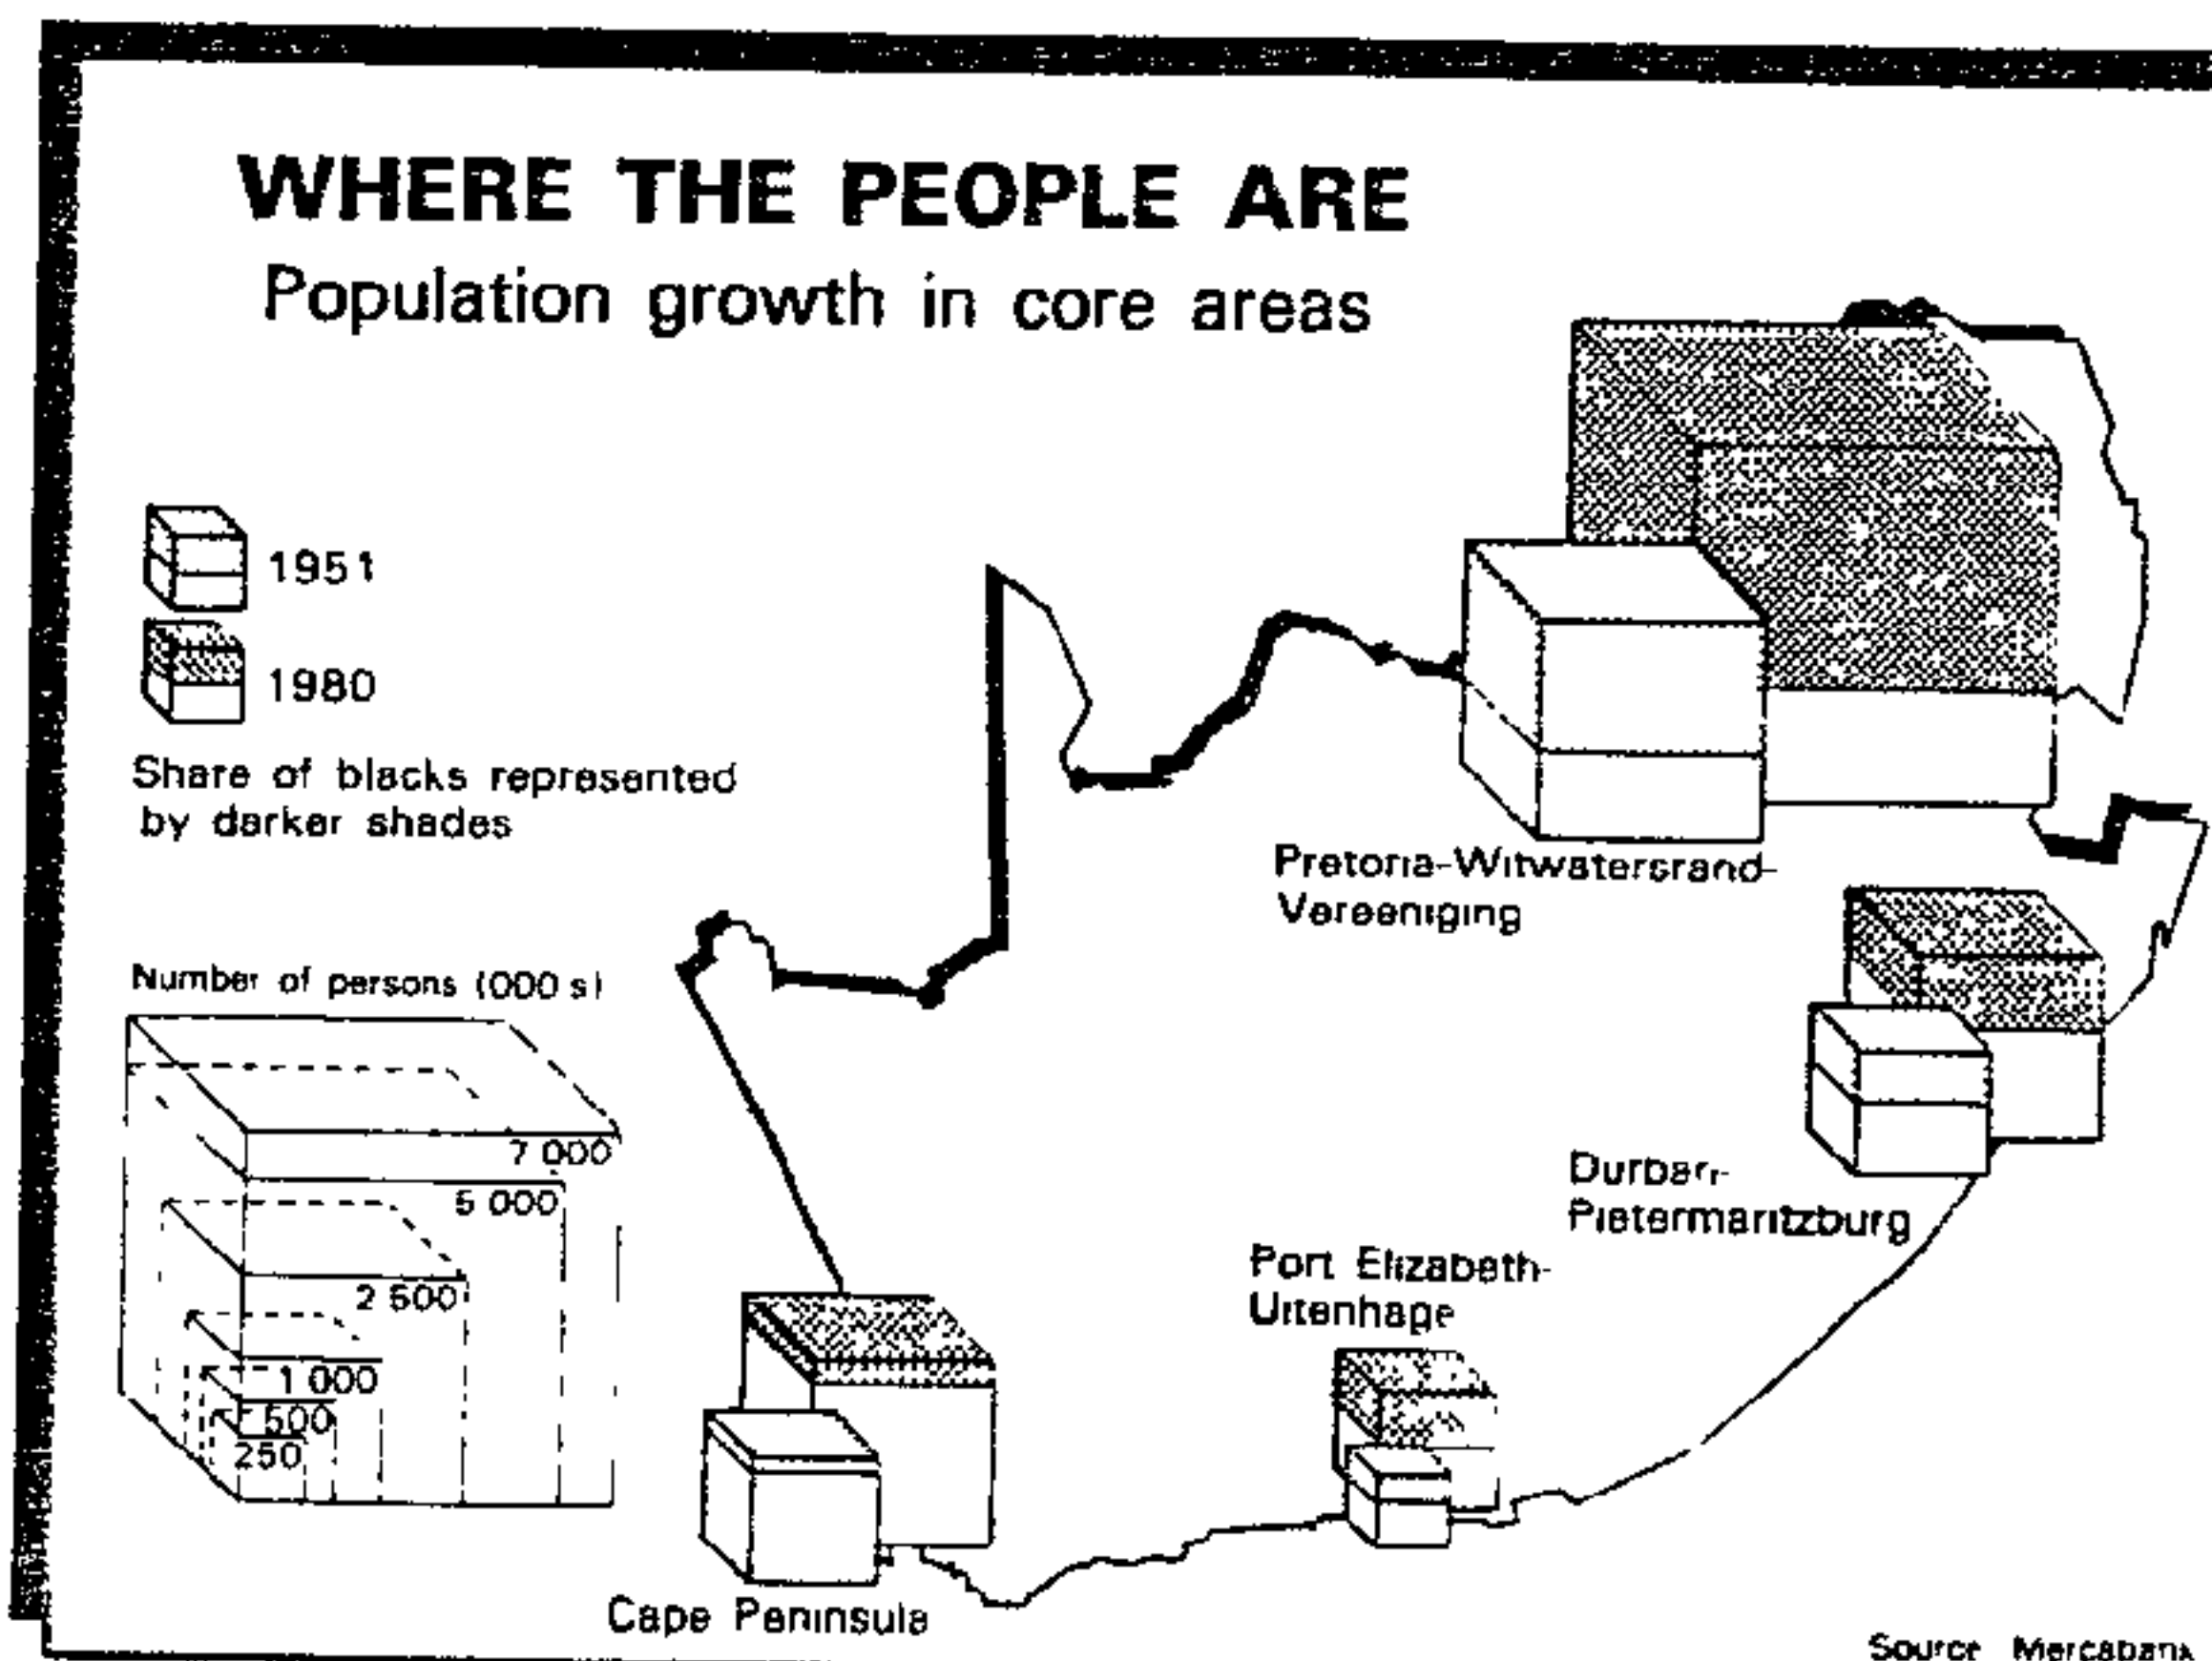 WHERE THE PEOPLE ARE
Population growth in core areas
1951
1980
Share of blacks represented
by darker shades
Number of persons (000 s)
7 000
5 000
2 500
1 000
500
250
Pretoria-Witwatersrand-
Vereeniging
Durban-
Pietermaritzburg
Port Elizabeth-
Uitenhage
Cape Peninsula
Source Mercabank